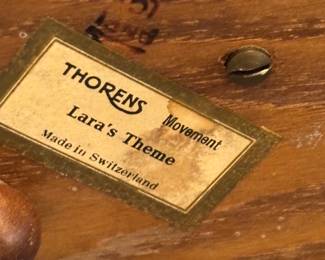 THORENS Movement
Lara's Theme
Made in Switzerland